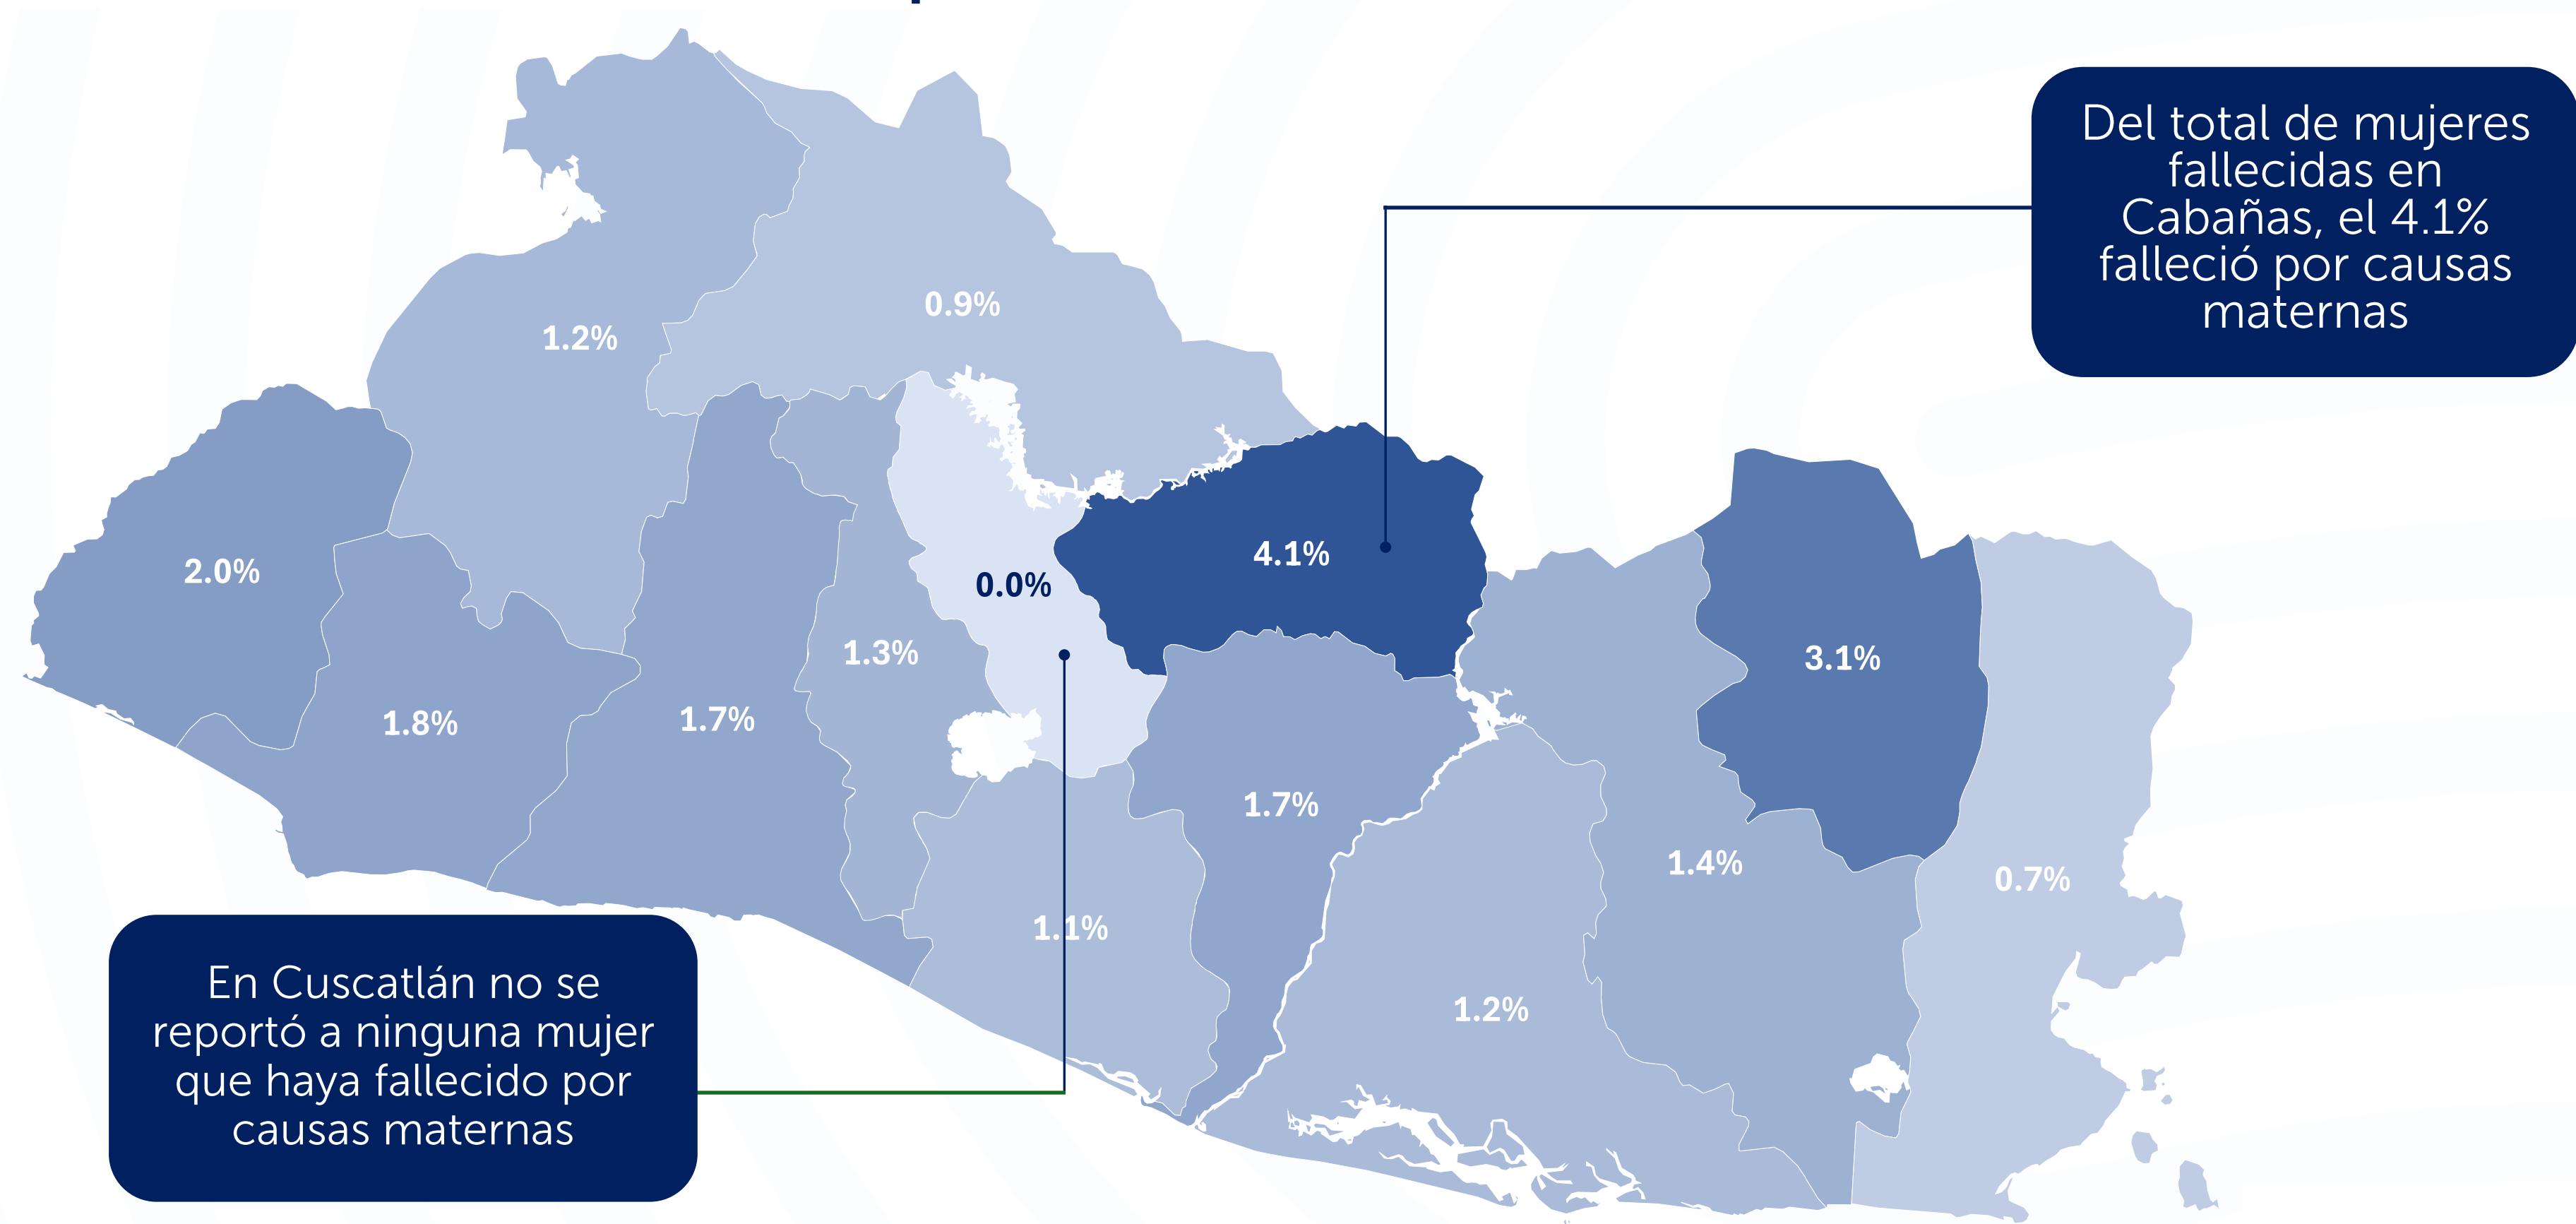 Del total de mujeres
fallecidas en
Cabañas, el 4.1%
falleció por causas
maternas
0.9%
1.2%
4.1%
2.0%
0.0%
1.3%
3.1%
1.8%
1.7%
1.7%
1.4%
0.7%
1.1%
1.2%
En Cuscatlán no se
reportó a ninguna mujer
que haya fallecido por
causas maternas